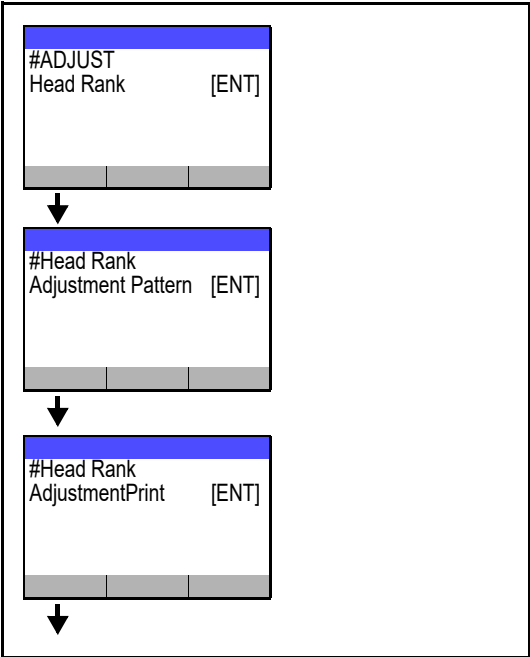 #ADJUST
Head Rank [ENT]
#Head Rank
Adjustment Pattern [ENT]
#Head Rank
AdjustmentPrint [ENT]